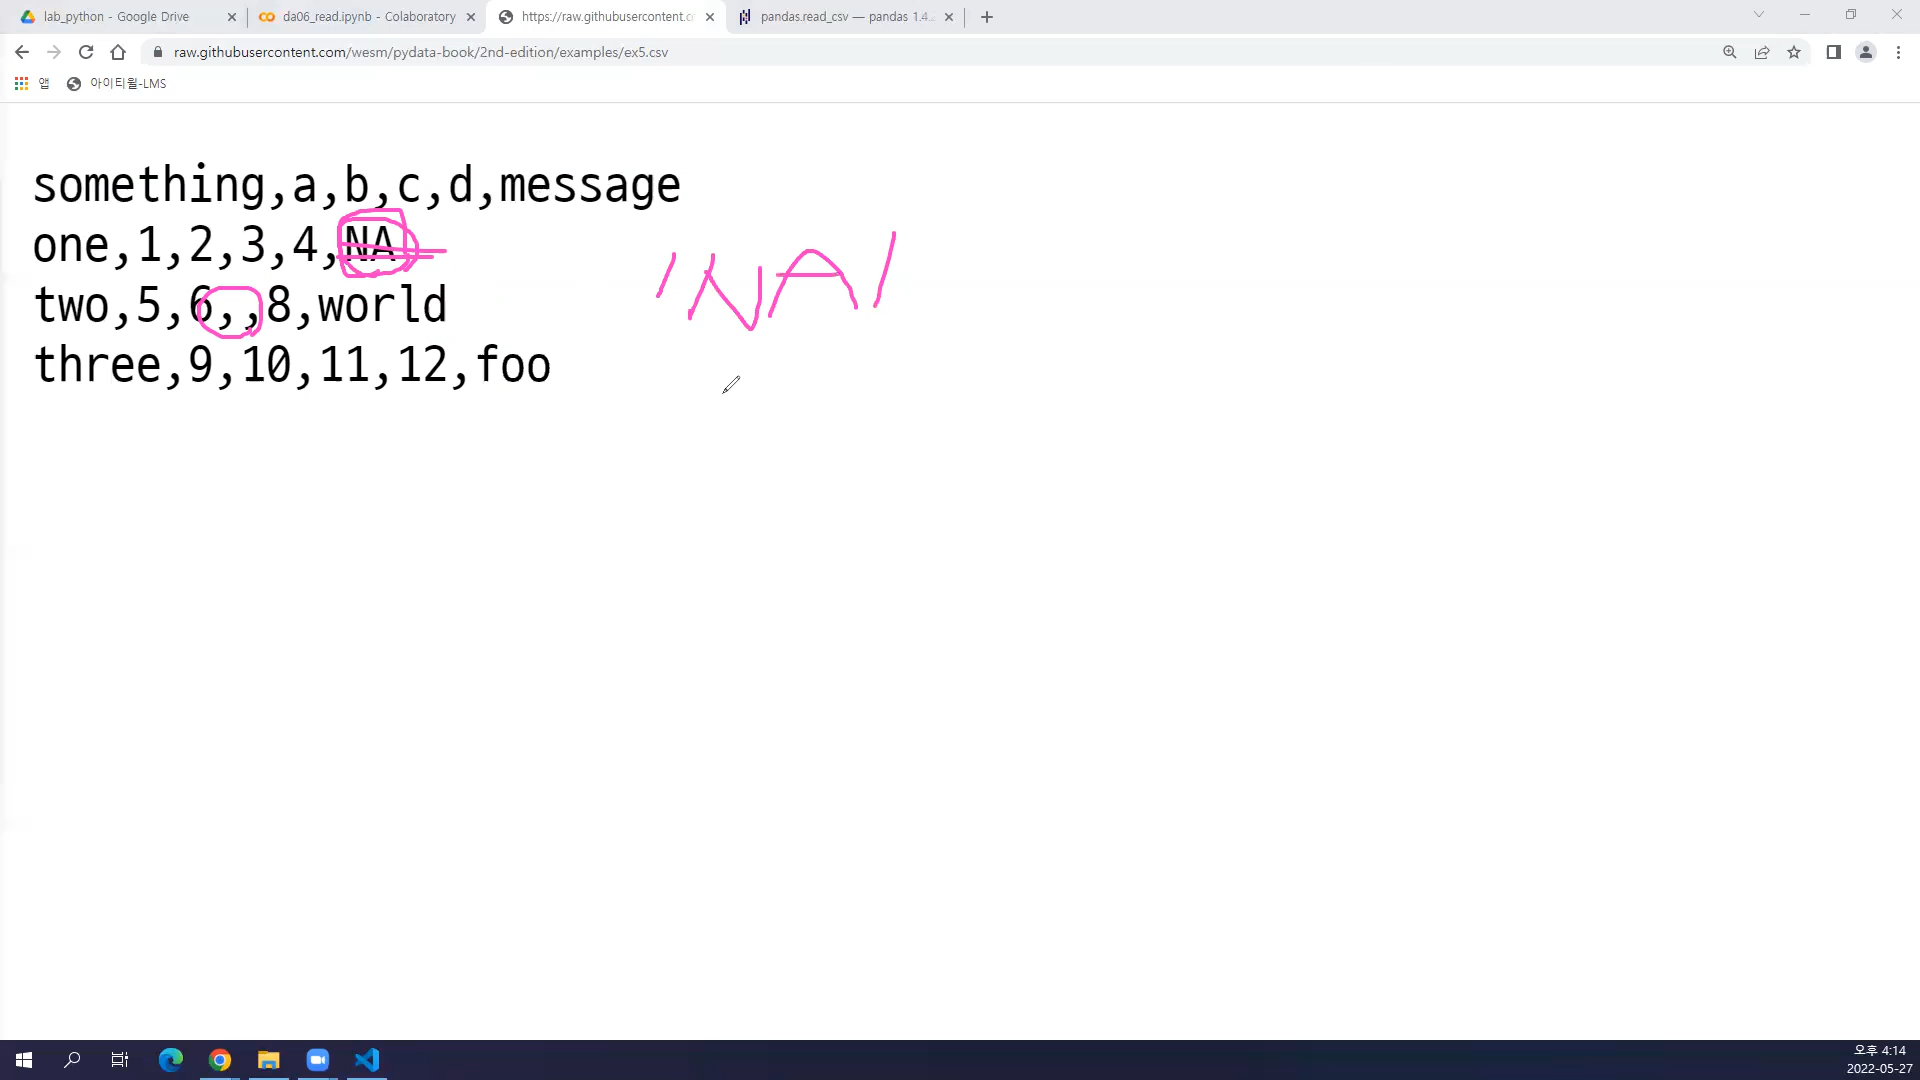 lab_python - Google Drive
da06_read.ipynb - Colaboratory
https://raw.githubusercontent.c
pandas.read_csv — pandas 1.4.
raw.githubusercontent.com/wesm/pydata-book/2nd-edition/examples/ex5.csv
앱
아이티윌-LMS
something,a,b,c,d,message
one,1,2,3,4,NA
two,5,6,,8,world
three,9,10,11,12,foo
'NA'
오후 4:14
2022-05-27